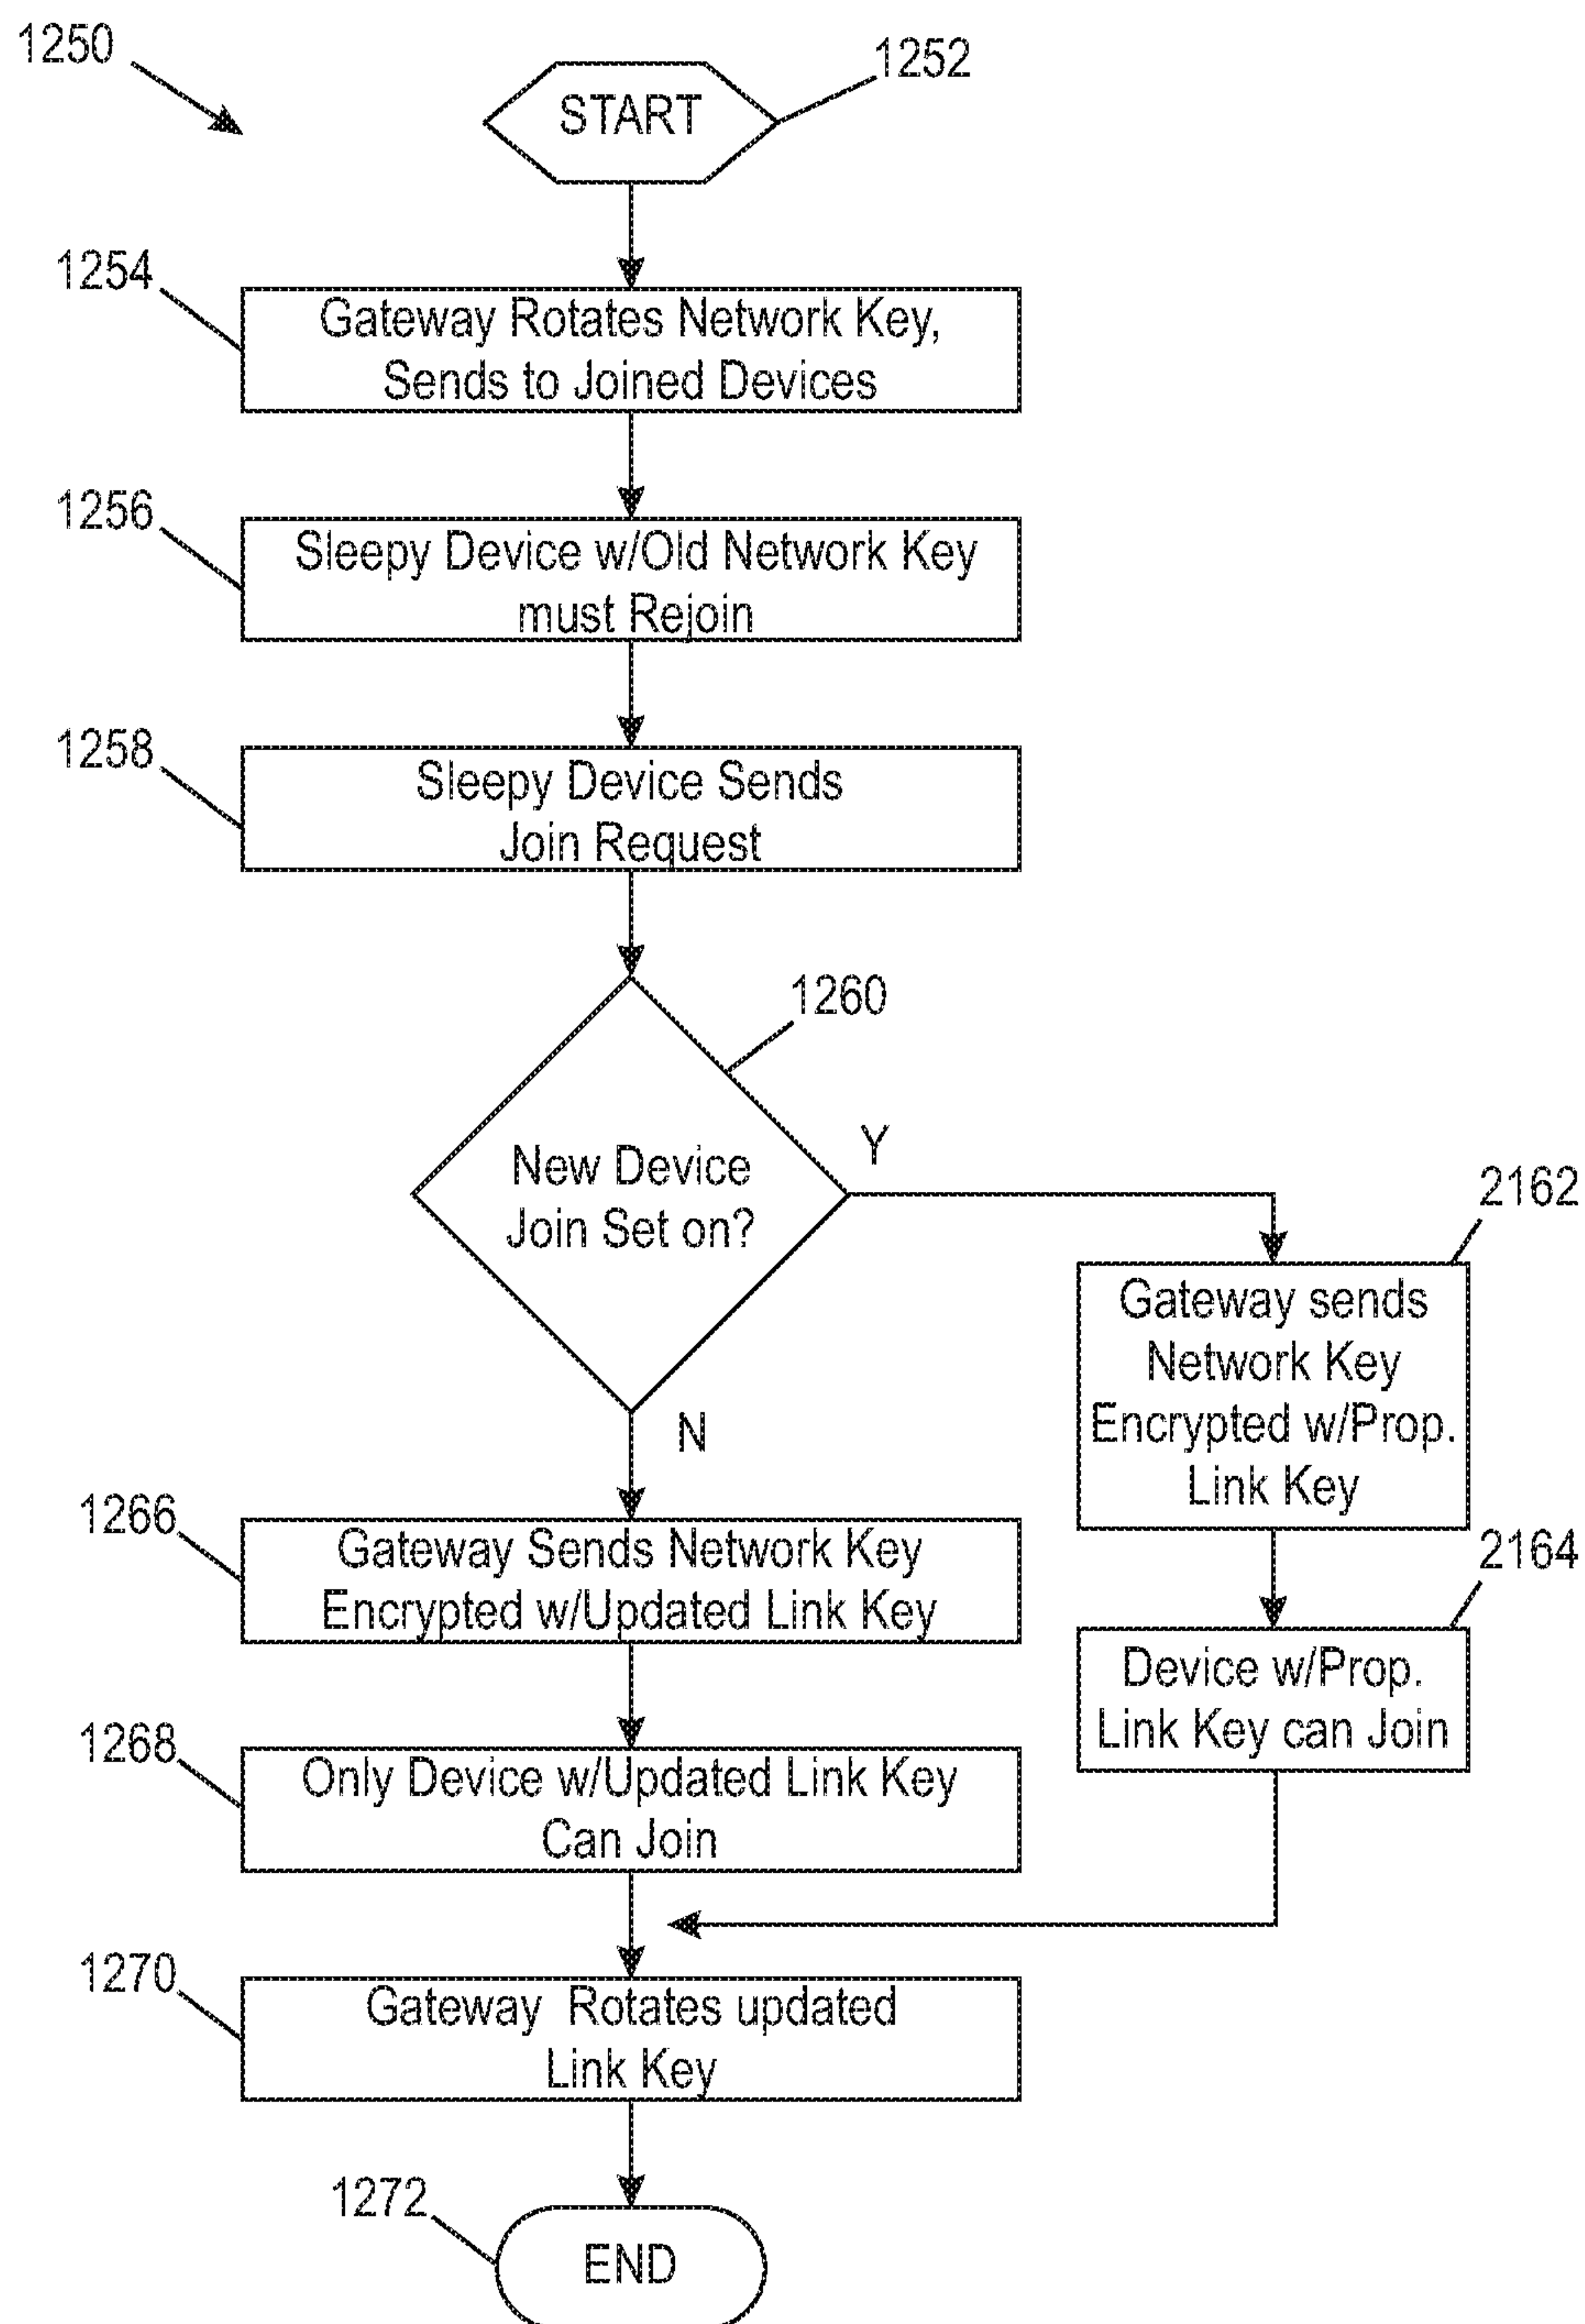 1250
1252
START
1254
Gateway Rotates Network Key,
Sends to Joined Devices
1256
Sleepy Device w/Old Network Key
must Rejoin
1258
Sleepy Device Sends
Join Request
1260
New Device
Join Set on?
Y
N
2162
Gateway sends
Network Key
Encrypted w/Prop.
Link Key
2164
Device w/Prop.
Link Key can Join
1266
Gateway Sends Network Key
Encrypted w/Updated Link Key
1268
Only Device w/Updated Link Key
Can Join
1270
Gateway Rotates updated
Link Key
1272
END